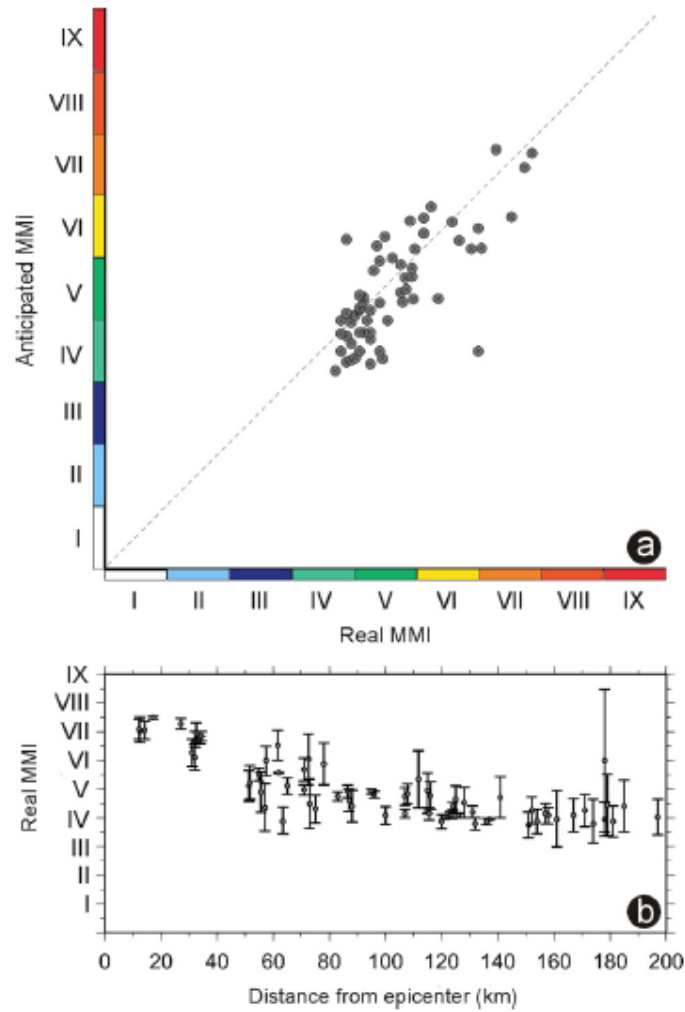 IX
VIII
VII
VI
V
IV
III
II
I
Anticipated MMI
a
I II III IV V VI VII VIII IX
Real MMI
IX
VIII
VII
VI
V
IV
III
II
I
Real MMI
b
0 20 40 60 80 100 120 140 160 180 200
Distance from epicenter (km)